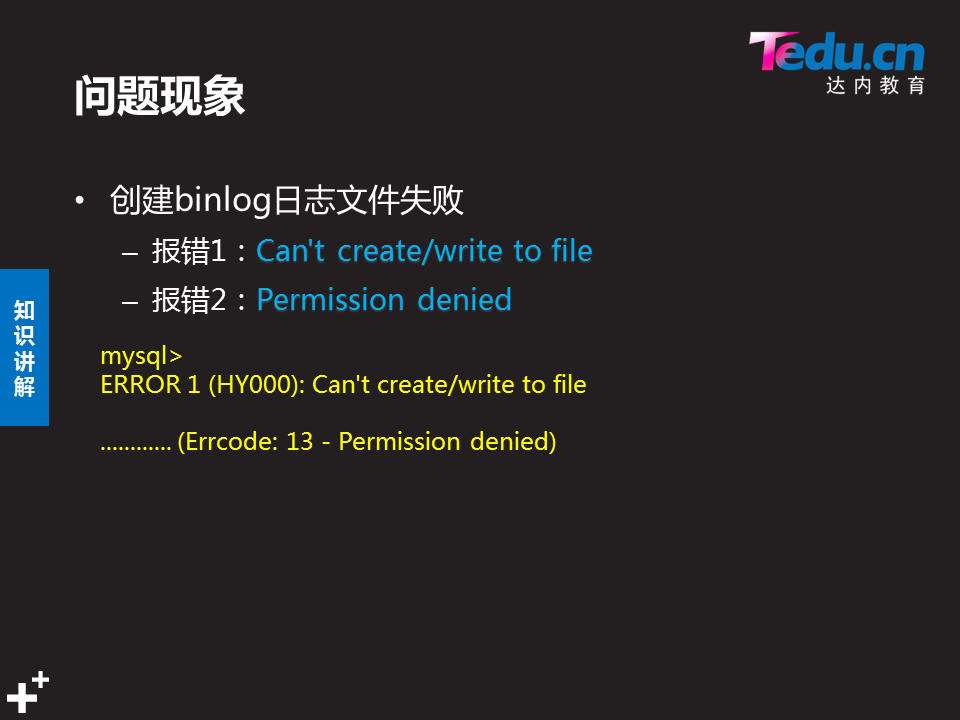 Tedu.cn
达内教育
问题现象
• 创建binlog日志文件失败
– 报错1：Can't create/write to file
– 报错2：Permission denied
知识讲解
mysql>
ERROR 1 (HY000): Can't create/write to file
............ (Errcode: 13 - Permission denied)